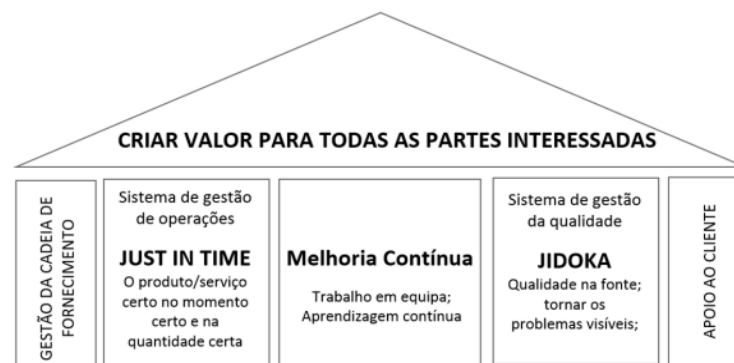 CRIAR VALOR PARA TODAS AS PARTES INTERESSADAS
GESTÃO DA CADEIA DE
FORNECIMENTO
Sistema de gestão
de operações
JUST IN TIME
O produto/serviço
certo no momento
certo e na
quantidade certa
Melhoria Contínua
Trabalho em equipa;
Aprendizagem contínua
Sistema de gestão
da qualidade
JIDOKA
Qualidade na fonte;
tornar os
problemas visíveis;
APOIO AO CLIENTE